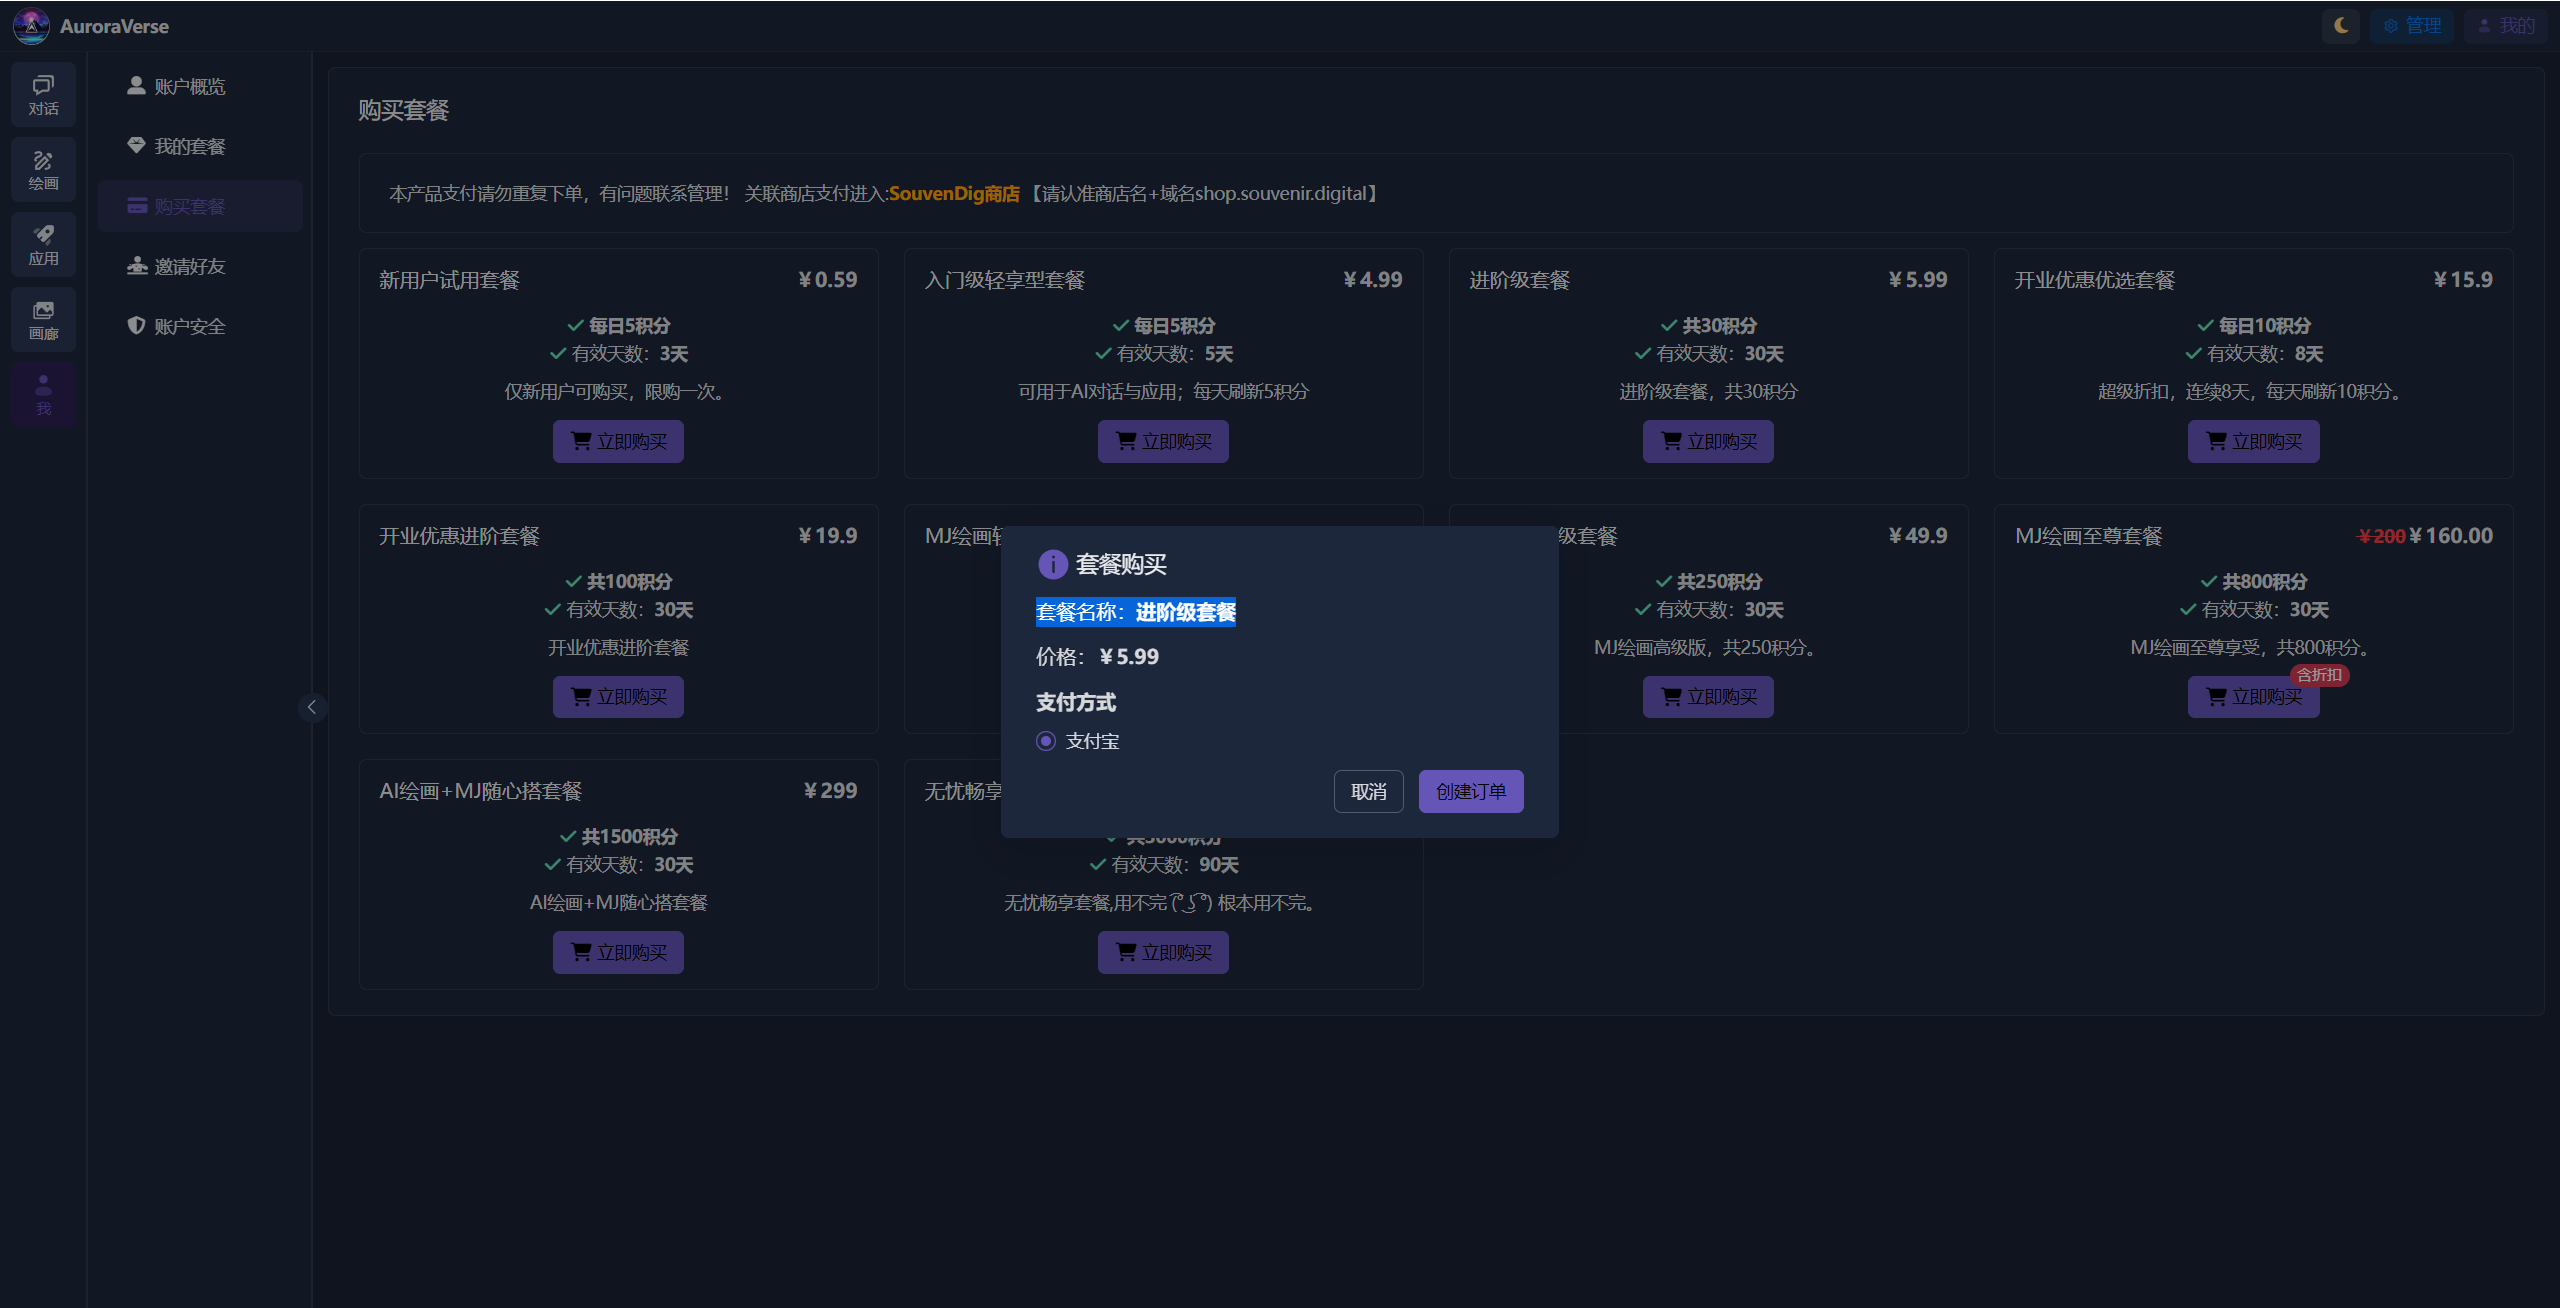 AuroraVerse
管理
我的
对话
绘画
应用
画廊
我
账户概览
我的套餐
购买套餐
邀请好友
账户安全
购买套餐
本产品支付请勿重复下单，有问题联系管理！ 关联商店支付进入:SouvenDig商店 【请认准商店名+域名shop.souvenir.digital】
新用户试用套餐 ¥0.59
每日5积分
有效天数：3天
仅新用户可购买，限购一次。
立即购买
入门级轻享型套餐 ¥4.99
每日5积分
有效天数：5天
可用于AI对话与应用；每天刷新5积分
立即购买
进阶级套餐 ¥5.99
共30积分
有效天数：30天
进阶级套餐，共30积分
立即购买
开业优惠优选套餐 ¥15.9
每日10积分
有效天数：8天
超级折扣，连续8天，每天刷新10积分。
立即购买
开业优惠进阶套餐 ¥19.9
共100积分
有效天数：30天
开业优惠进阶套餐
立即购买
MJ绘画
级套餐 ¥49.9
共250积分
有效天数：30天
MJ绘画高级版，共250积分。
立即购买
MJ绘画至尊套餐 ¥200 ¥160.00
共800积分
有效天数：30天
MJ绘画至尊享受，共800积分。
含折扣
立即购买
AI绘画+MJ随心搭套餐 ¥299
共1500积分
有效天数：30天
AI绘画+MJ随心搭套餐
立即购买
无忧畅享
有效天数：90天
无忧畅享套餐,用不完 ( ͡° ͜ʖ ͡°) 根本用不完。
立即购买
套餐购买
套餐名称：进阶级套餐
价格：¥5.99
支付方式
支付宝
取消
创建订单